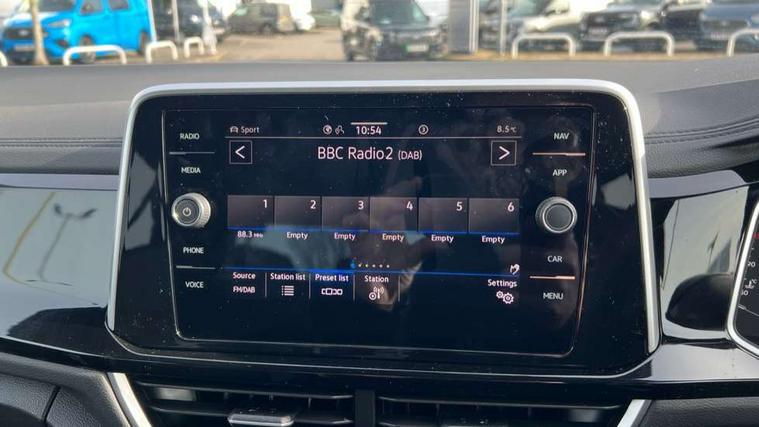 RADIO
MEDIA
PHONE
VOICE
Sport 10:54 8.5°C
< BBC Radio2 (DAB) >
1 2 3 4 5 6
88.3 MHz Empty Empty Empty Empty Empty
Source Station list Preset list Station Settings
FM/DAB
NAV
APP
CAR
MENU